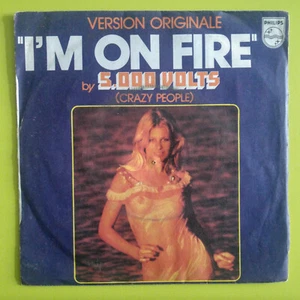 VERSION ORIGINALE
"I'M ON FIRE"
by 5.000 VOLTS
(CRAZY PEOPLE)
PHILIPS